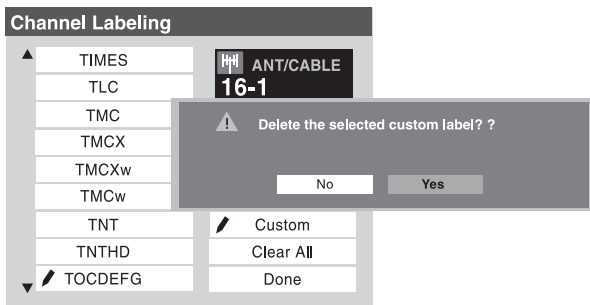 Channel Labeling
TIMES
TLC
TMC
TMCX
TMCXw
TMCw
TNT
TNTHD
TOCDEFG
ANT/CABLE
16-1
Delete the selected custom label? ?
No
Yes
Custom
Clear All
Done